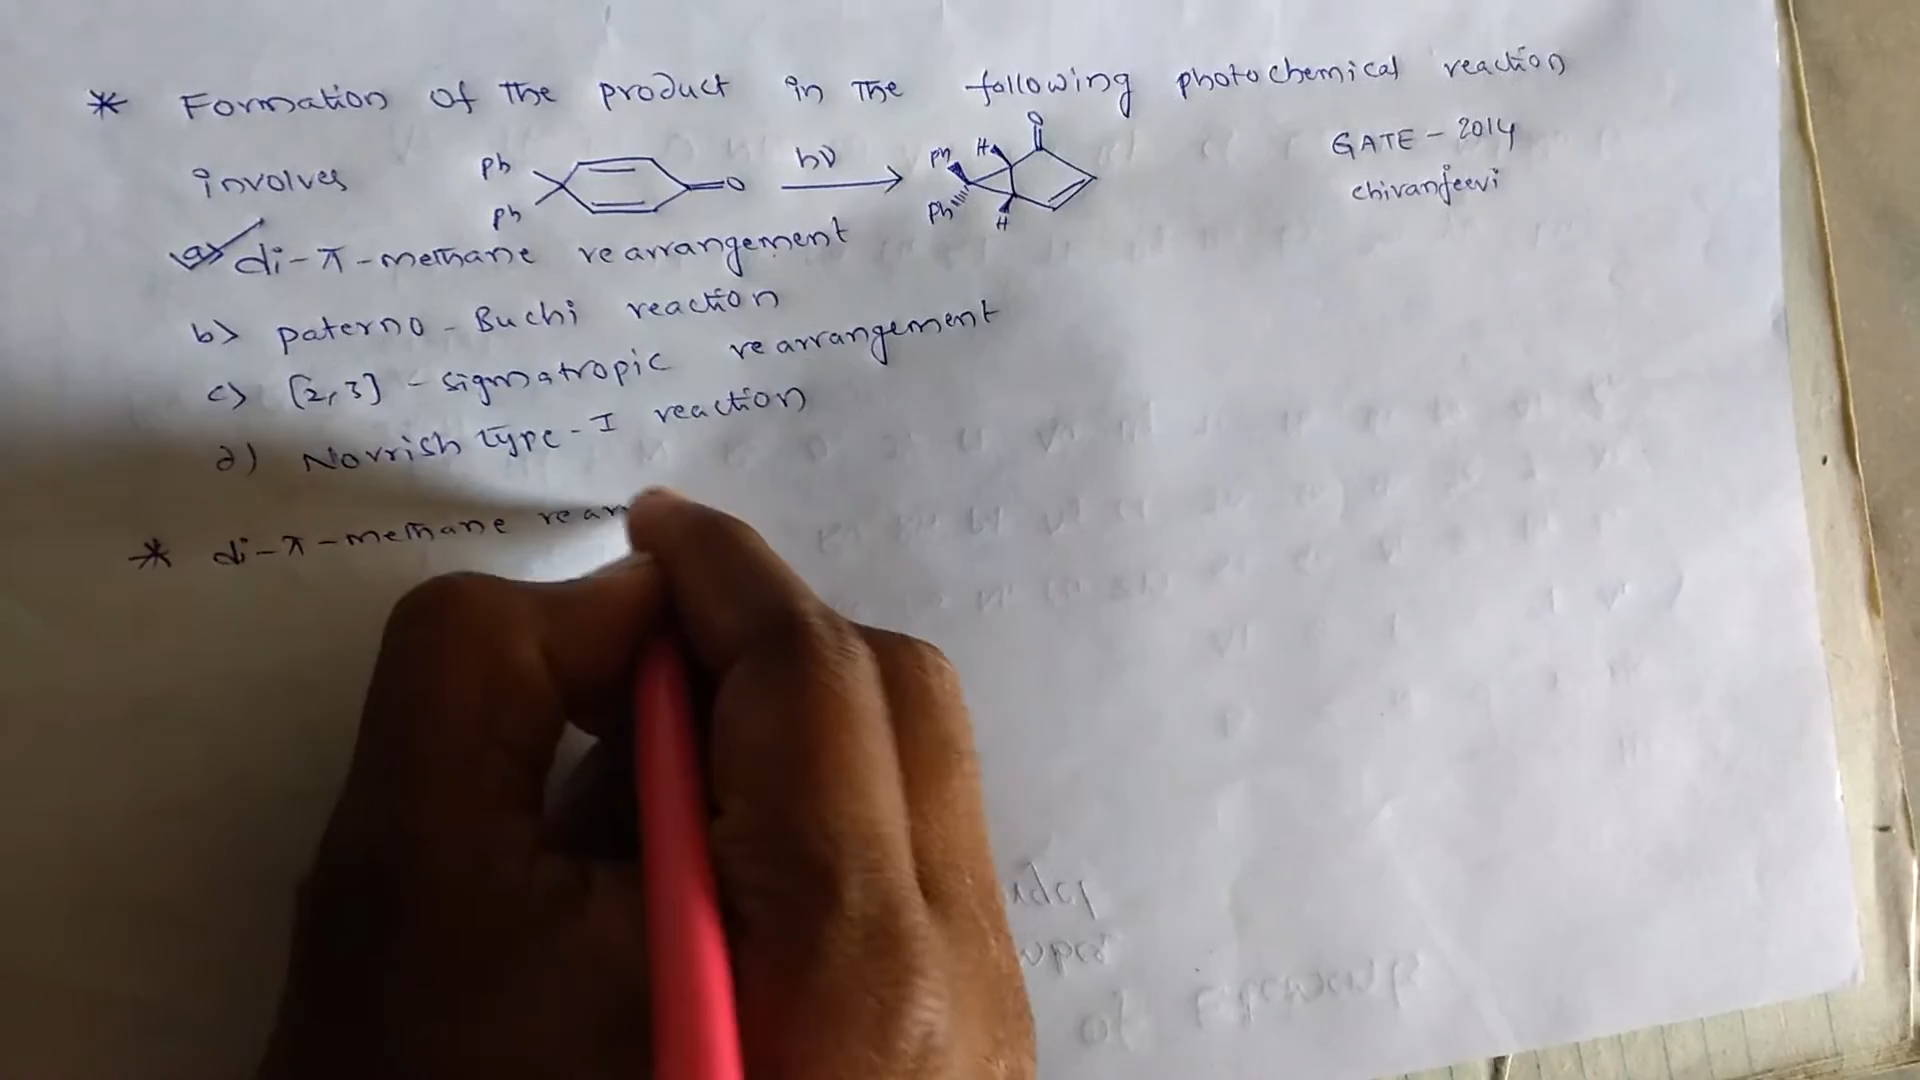 * Formation of the product in the following photochemical reaction
involves Ph Ph O hν Ph H Ph H O GATE - 2014
chiranjeevi
a) di-π-methane rearrangement
b) paterno - Buchi reaction
c) [2,3] - sigmatropic rearrangement
d) Norrish type - I reaction
* di-π-methane rear